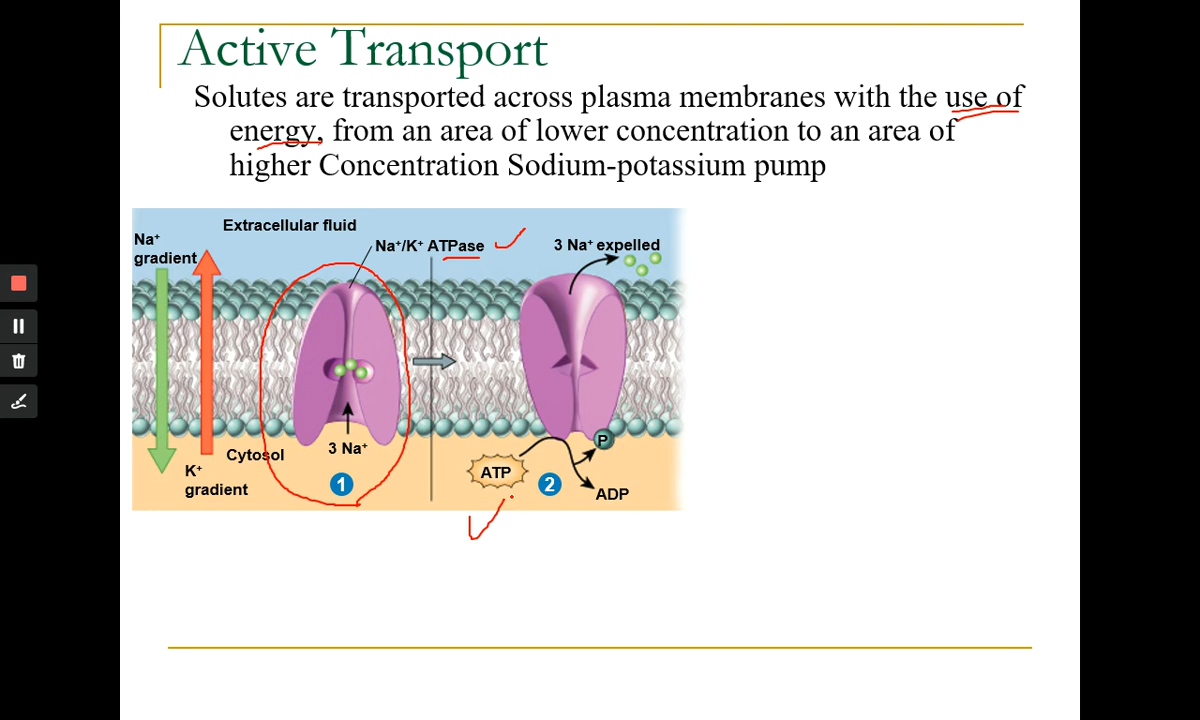 Active Transport
Solutes are transported across plasma membranes with the use of
energy, from an area of lower concentration to an area of
higher Concentration Sodium-potassium pump
Extracellular fluid
Na⁺
gradient
Na⁺/K⁺ ATPase
3 Na⁺ expelled
3 Na⁺
Cytosol
K⁺
gradient
1
ATP
2
P
ADP